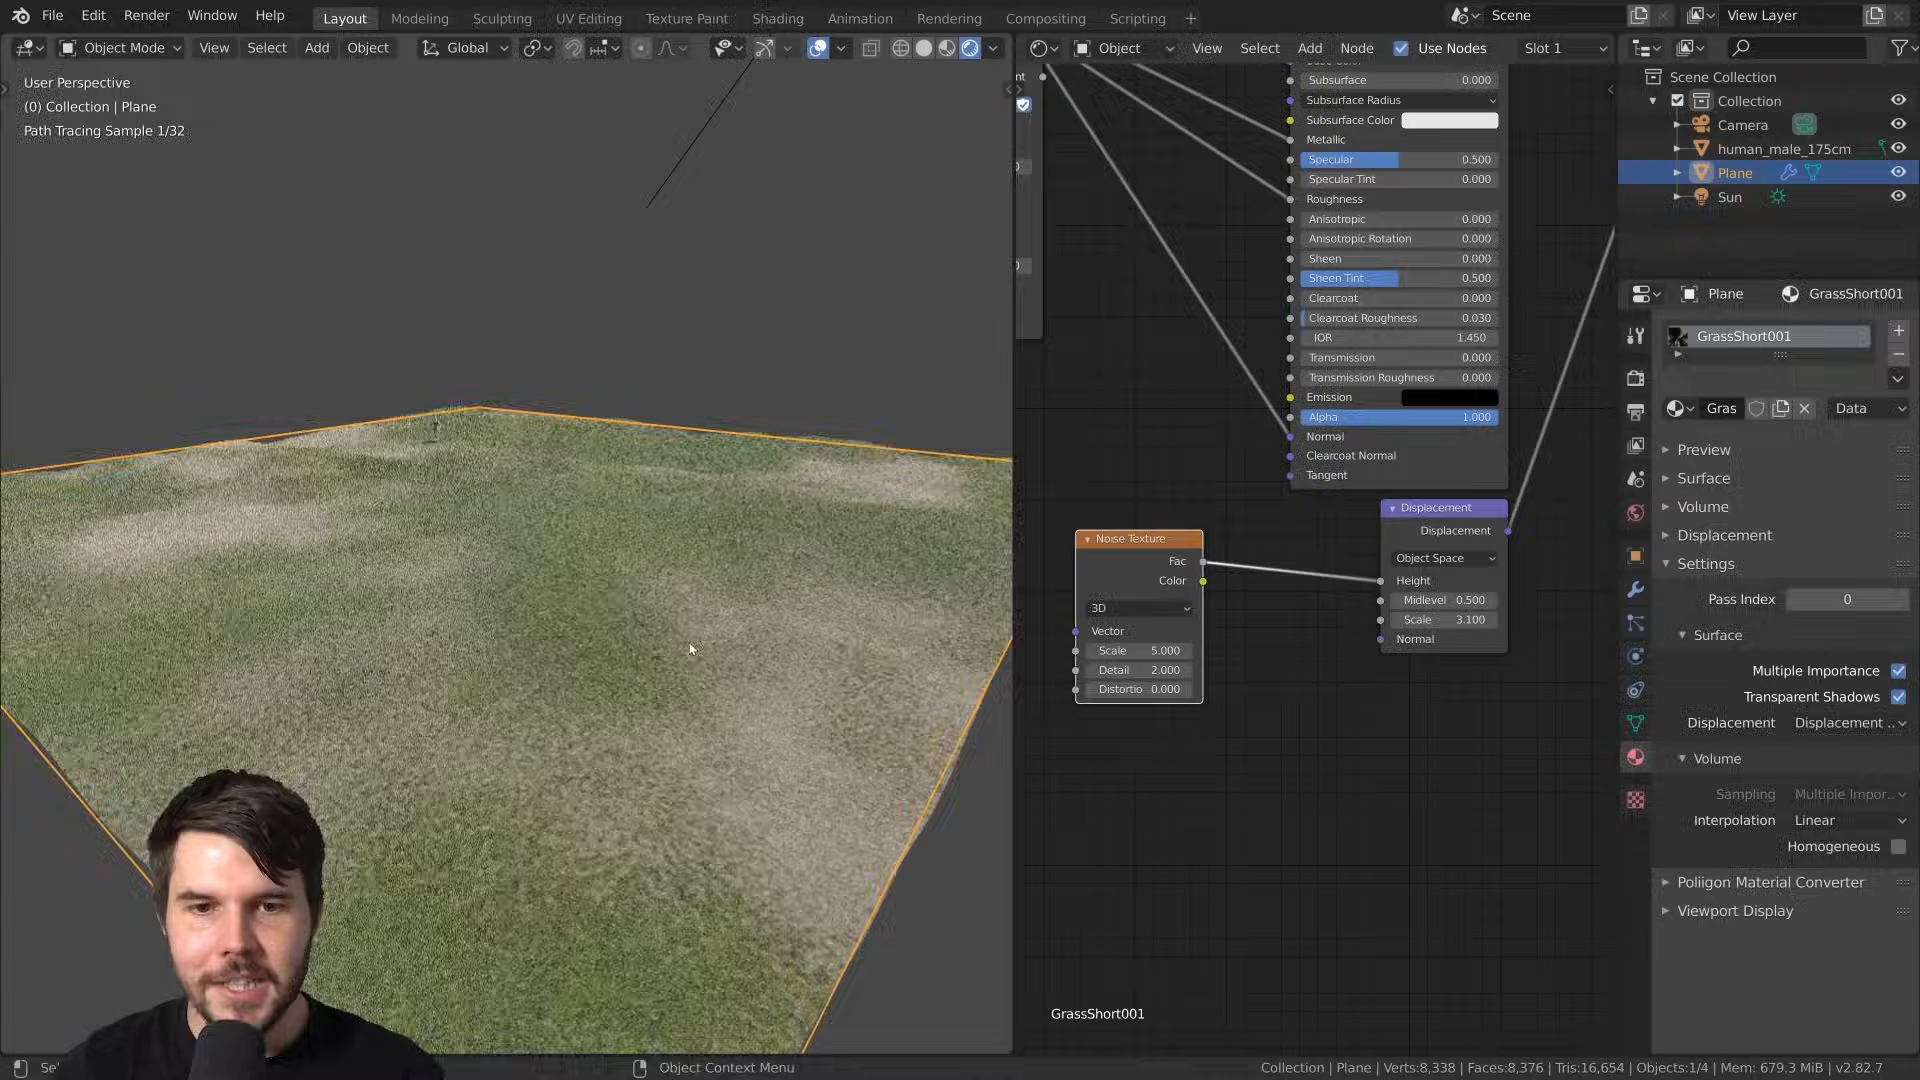 File Edit Render Window Help Layout Modeling Sculpting UV Editing Texture Paint Shading Animation Rendering Compositing Scripting + Scene View Layer
Object Mode View Select Add Object Global Object View Select Add Node Use Nodes Slot 1
User Perspective
(0) Collection | Plane
Path Tracing Sample 1/32
nt
Subsurface 0.000
Subsurface Radius
Subsurface Color
Metallic
Specular 0.500
Specular Tint 0.000
Roughness
Anisotropic 0.000
Anisotropic Rotation 0.000
Sheen 0.000
Sheen Tint 0.500
Clearcoat 0.000
Clearcoat Roughness 0.030
IOR 1.450
Transmission 0.000
Transmission Roughness 0.000
Emission
Alpha 1.000
Normal
Clearcoat Normal
Tangent
Noise Texture
Fac
Color
3D
Vector
Scale 5.000
Detail 2.000
Distortio 0.000
Displacement
Displacement
Object Space
Height
Midlevel 0.500
Scale 3.100
Normal
GrassShort001
Scene Collection
Collection
Camera
human_male_175cm
Plane
Sun
Plane GrassShort001
GrassShort001
Gras Data
Preview
Surface
Volume
Displacement
Settings
Pass Index 0
Surface
Multiple Importance
Transparent Shadows
Displacement Displacement ..
Volume
Sampling Multiple Impor..
Interpolation Linear
Homogeneous
Poliigon Material Converter
Viewport Display
Se Object Context Menu Collection | Plane | Verts:8,338 | Faces:8,376 | Tris:16,654 | Objects:1/4 | Mem: 679.3 MiB | v2.82.7